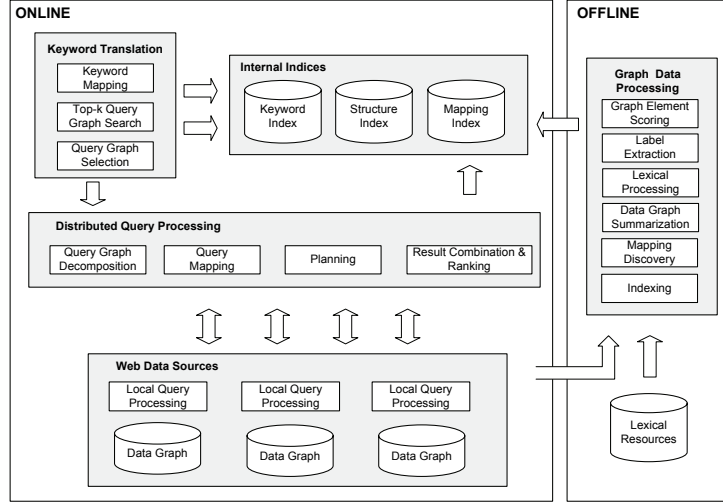 ONLINE
Keyword Translation
Keyword
Mapping
Top-k Query
Graph Search
Query Graph
Selection
Internal Indices
Keyword
Index
Structure
Index
Mapping
Index
Distributed Query Processing
Query Graph
Decomposition
Query
Mapping
Planning
Result Combination &
Ranking
Web Data Sources
Local Query
Processing
Local Query
Processing
Local Query
Processing
Data Graph
Data Graph
Data Graph
OFFLINE
Graph Data
Processing
Graph Element
Scoring
Label
Extraction
Lexical
Processing
Data Graph
Summarization
Mapping
Discovery
Indexing
Lexical
Resources